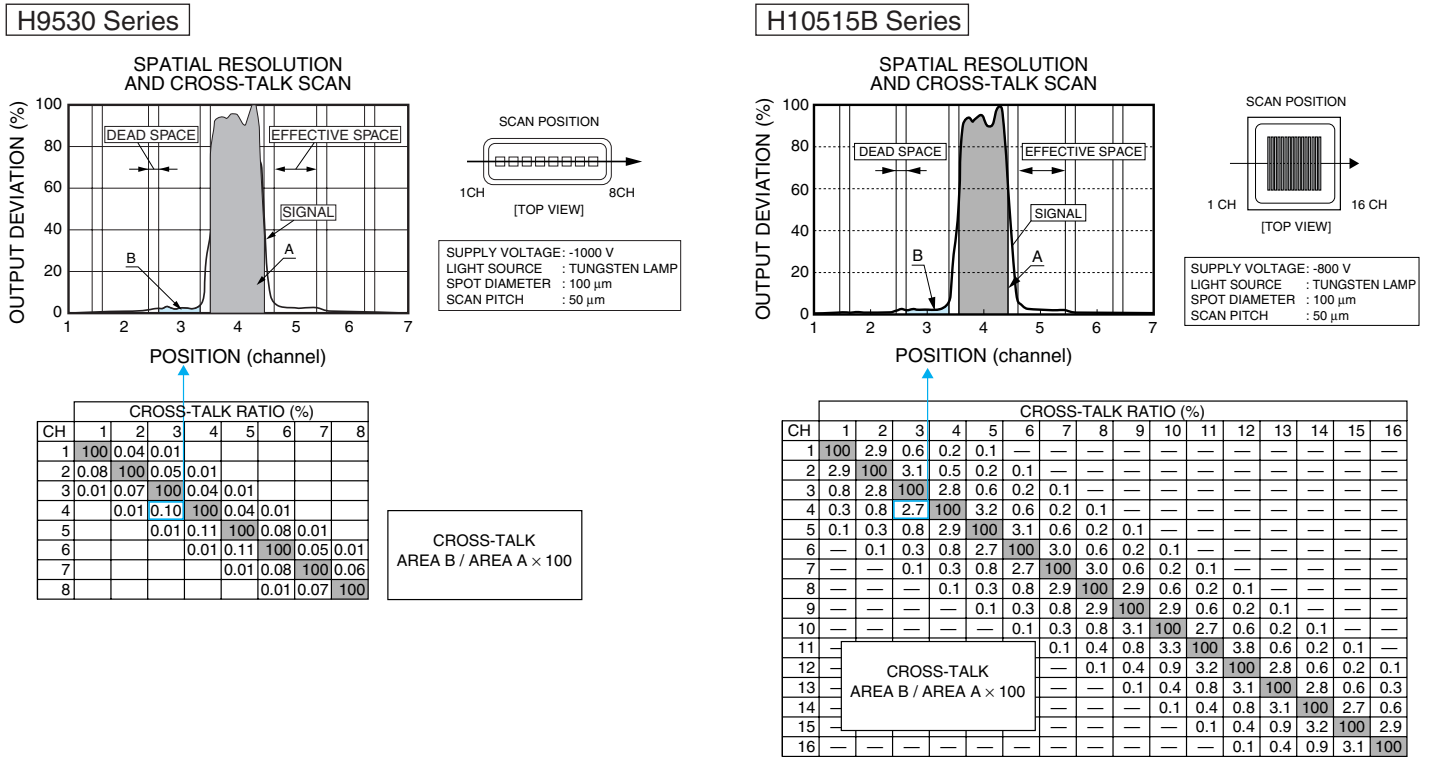 H9530 Series
SPATIAL RESOLUTION
AND CROSS-TALK SCAN
OUTPUT DEVIATION (%)
100
80
60
40
20
0
DEAD SPACE
EFFECTIVE SPACE
SIGNAL
A
B
1 2 3 4 5 6 7
POSITION (channel)
SCAN POSITION
1CH 8CH
[TOP VIEW]
SUPPLY VOLTAGE : -1000 V
LIGHT SOURCE : TUNGSTEN LAMP
SPOT DIAMETER : 100 μm
SCAN PITCH : 50 μm
CROSS-TALK RATIO (%)
CH 1 2 3 4 5 6 7 8
1 100 0.04 0.01
2 0.08 100 0.05 0.01
3 0.01 0.07 100 0.04 0.01
4 0.01 0.10 100 0.04 0.01
5 0.01 0.11 100 0.08 0.01
6 0.01 0.11 100 0.05 0.01
7 0.01 0.08 100 0.06
8 0.01 0.07 100
CROSS-TALK
AREA B / AREA A × 100
H10515B Series
SPATIAL RESOLUTION
AND CROSS-TALK SCAN
OUTPUT DEVIATION (%)
100
80
60
40
20
0
DEAD SPACE
EFFECTIVE SPACE
SIGNAL
A
B
1 2 3 4 5 6 7
POSITION (channel)
SCAN POSITION
1 CH 16 CH
[TOP VIEW]
SUPPLY VOLTAGE : -800 V
LIGHT SOURCE : TUNGSTEN LAMP
SPOT DIAMETER : 100 μm
SCAN PITCH : 50 μm
CROSS-TALK RATIO (%)
CH 1 2 3 4 5 6 7 8 9 10 11 12 13 14 15 16
1 100 2.9 0.6 0.2 0.1 — — — — — — — — — — —
2 2.9 100 3.1 0.5 0.2 0.1 — — — — — — — — — —
3 0.8 2.8 100 2.8 0.6 0.2 0.1 — — — — — — — — —
4 0.3 0.8 2.7 100 3.2 0.6 0.2 0.1 — — — — — — — —
5 0.1 0.3 0.8 2.9 100 3.1 0.6 0.2 0.1 — — — — — — —
6 — 0.1 0.3 0.8 2.7 100 3.0 0.6 0.2 0.1 — — — — — —
7 — — 0.1 0.3 0.8 2.7 100 3.0 0.6 0.2 0.1 — — — — —
8 — — — 0.1 0.3 0.8 2.9 100 2.9 0.6 0.2 0.1 — — — —
9 — — — — 0.1 0.3 0.8 2.9 100 2.9 0.6 0.2 0.1 — — —
10 — — — — — 0.1 0.3 0.8 3.1 100 2.7 0.6 0.2 0.1 — —
11 — 0.1 0.4 0.8 3.3 100 3.8 0.6 0.2 0.1 —
12 — — 0.1 0.4 0.9 3.2 100 2.8 0.6 0.2 0.1
13 — — — 0.1 0.4 0.8 3.1 100 2.8 0.6 0.3
14 — — — — 0.1 0.4 0.8 3.1 100 2.7 0.6
15 — — — — — 0.1 0.4 0.9 3.2 100 2.9
16 — — — — — — — — — — — 0.1 0.4 0.9 3.1 100
CROSS-TALK
AREA B / AREA A × 100